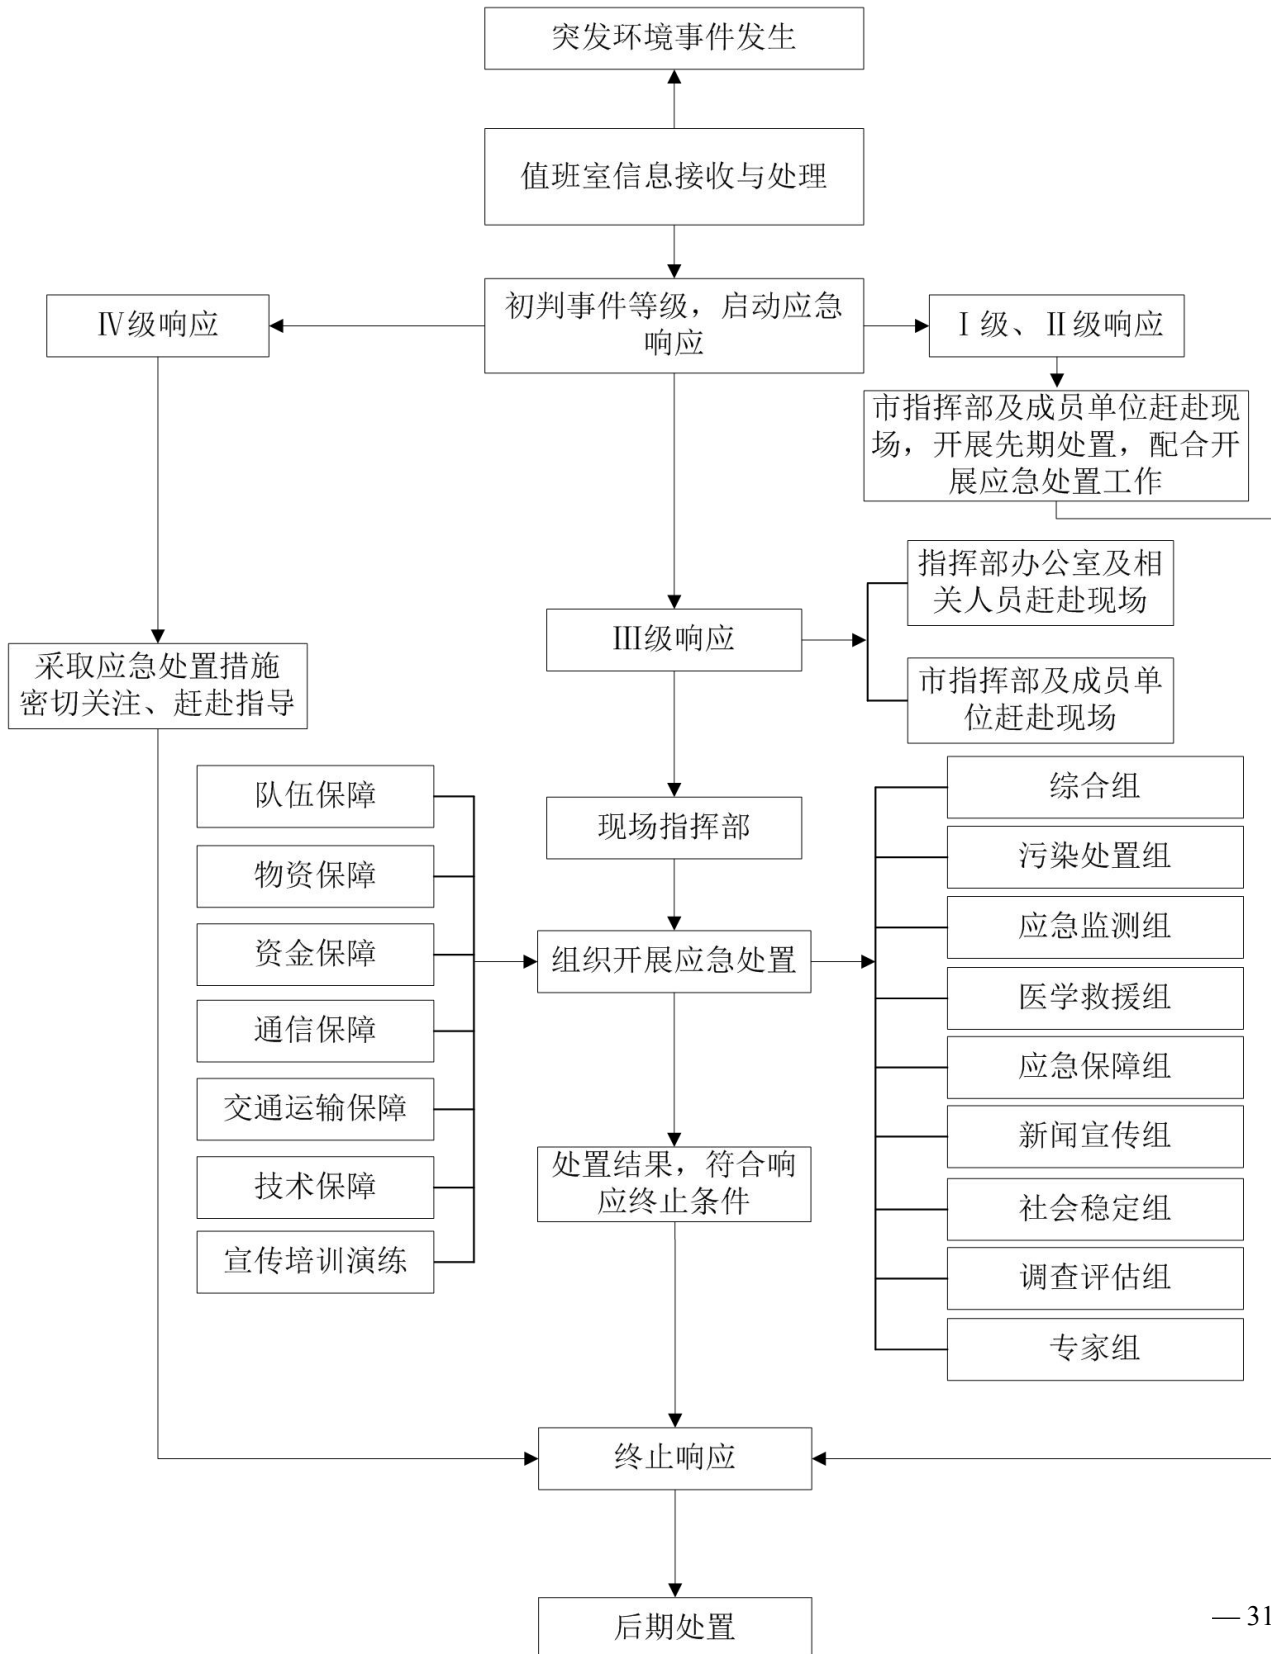 突发环境事件发生
值班室信息接收与处理
初判事件等级，启动应急
响应
Ⅳ级响应
Ⅰ级、Ⅱ级响应
市指挥部及成员单位赶赴现
场，开展先期处置，配合开
展应急处置工作
指挥部办公室及相
关人员赶赴现场
Ⅲ级响应
市指挥部及成员单
位赶赴现场
采取应急处置措施
密切关注、赶赴指导
队伍保障
物资保障
资金保障
通信保障
交通运输保障
技术保障
宣传培训演练
现场指挥部
组织开展应急处置
处置结果，符合响
应终止条件
综合组
污染处置组
应急监测组
医学救援组
应急保障组
新闻宣传组
社会稳定组
调查评估组
专家组
终止响应
后期处置
— 31